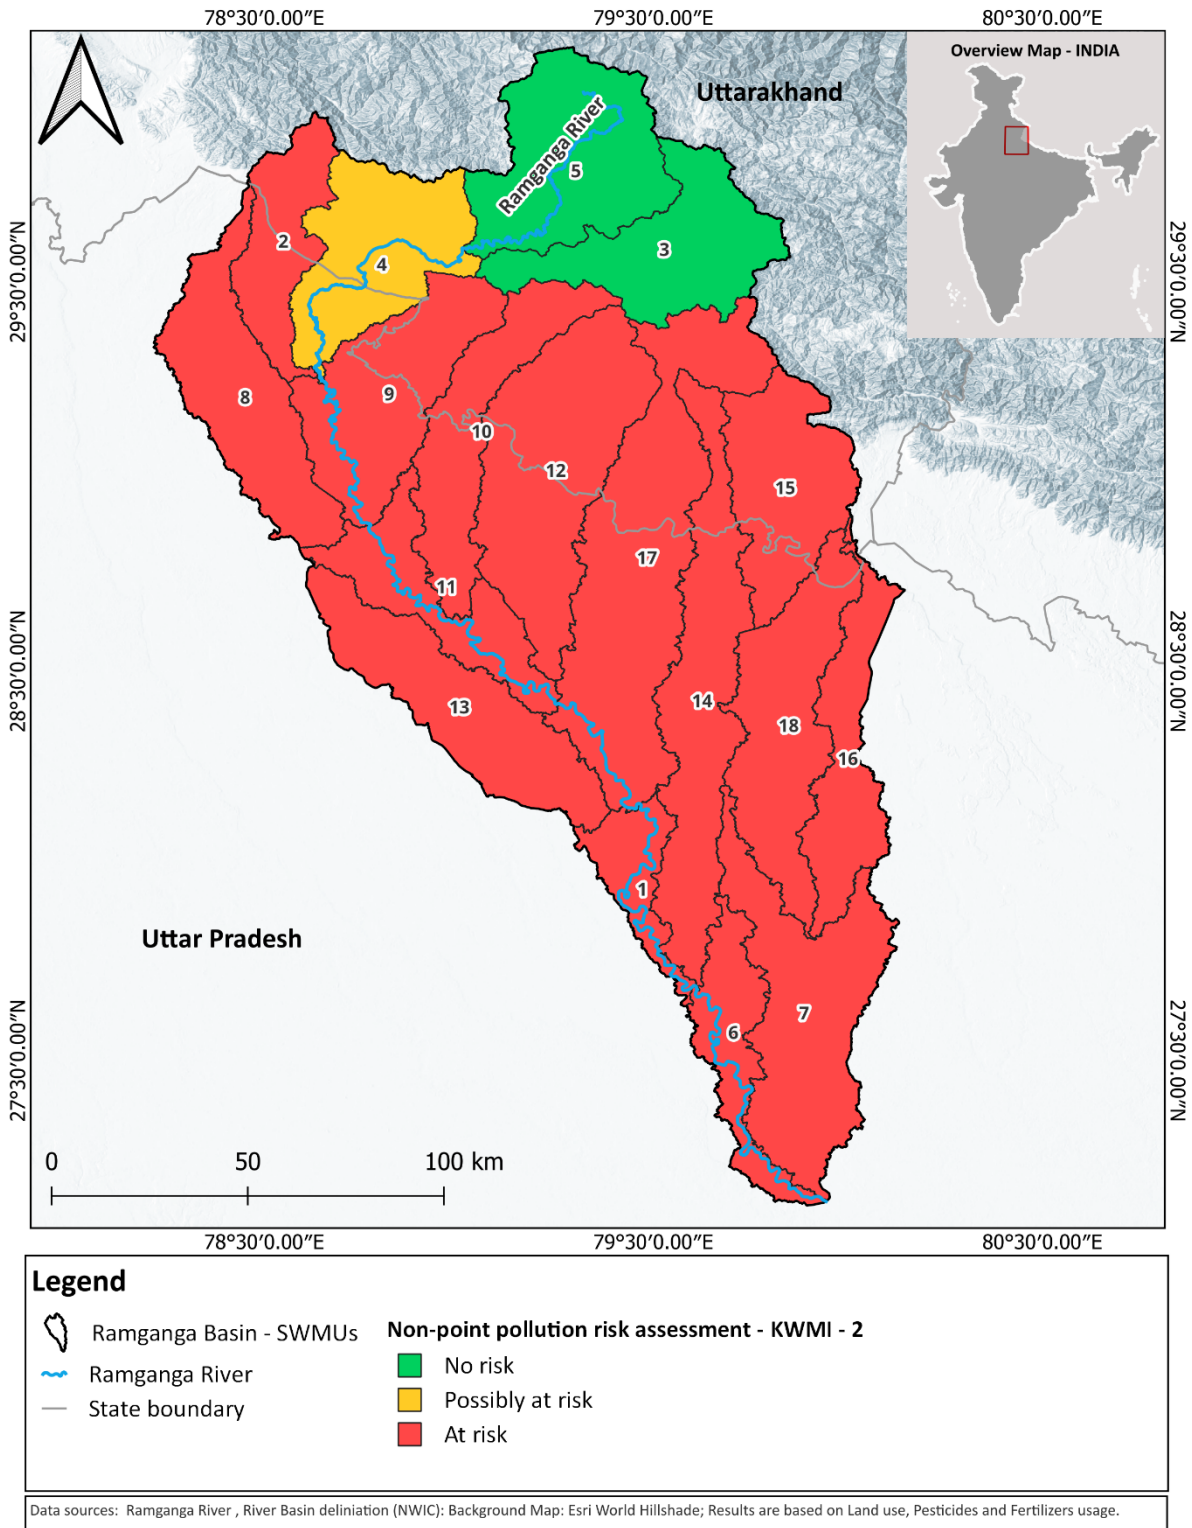 78°30′0.00″E 79°30′0.00″E 80°30′0.00″E
Overview Map - INDIA
Uttarakhand
Ramganga River
5
2
3
4
29°30′0.00″N 29°30′0.00″N
8
9
10
12
15
17
11
28°30′0.00″N 28°30′0.00″N
13
14
18
16
1
Uttar Pradesh
7
6
27°30′0.00″N 27°30′0.00″N
0 50 100 km
78°30′0.00″E 79°30′0.00″E 80°30′0.00″E
Legend
Ramganga Basin - SWMUs
Ramganga River
State boundary
Non-point pollution risk assessment - KWMI - 2
No risk
Possibly at risk
At risk
Data sources: Ramganga River , River Basin deliniation (NWIC): Background Map: Esri World Hillshade; Results are based on Land use, Pesticides and Fertilizers usage.